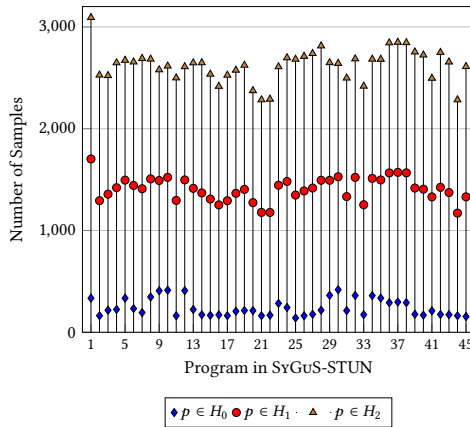 3,000
2,000
1,000
0
Number of Samples
1 5 9 13 17 21 25 29 33 37 41 45
Program in SyGuS-STUN
p ∈ H₀ p ∈ H₁ · · p ∈ H₂